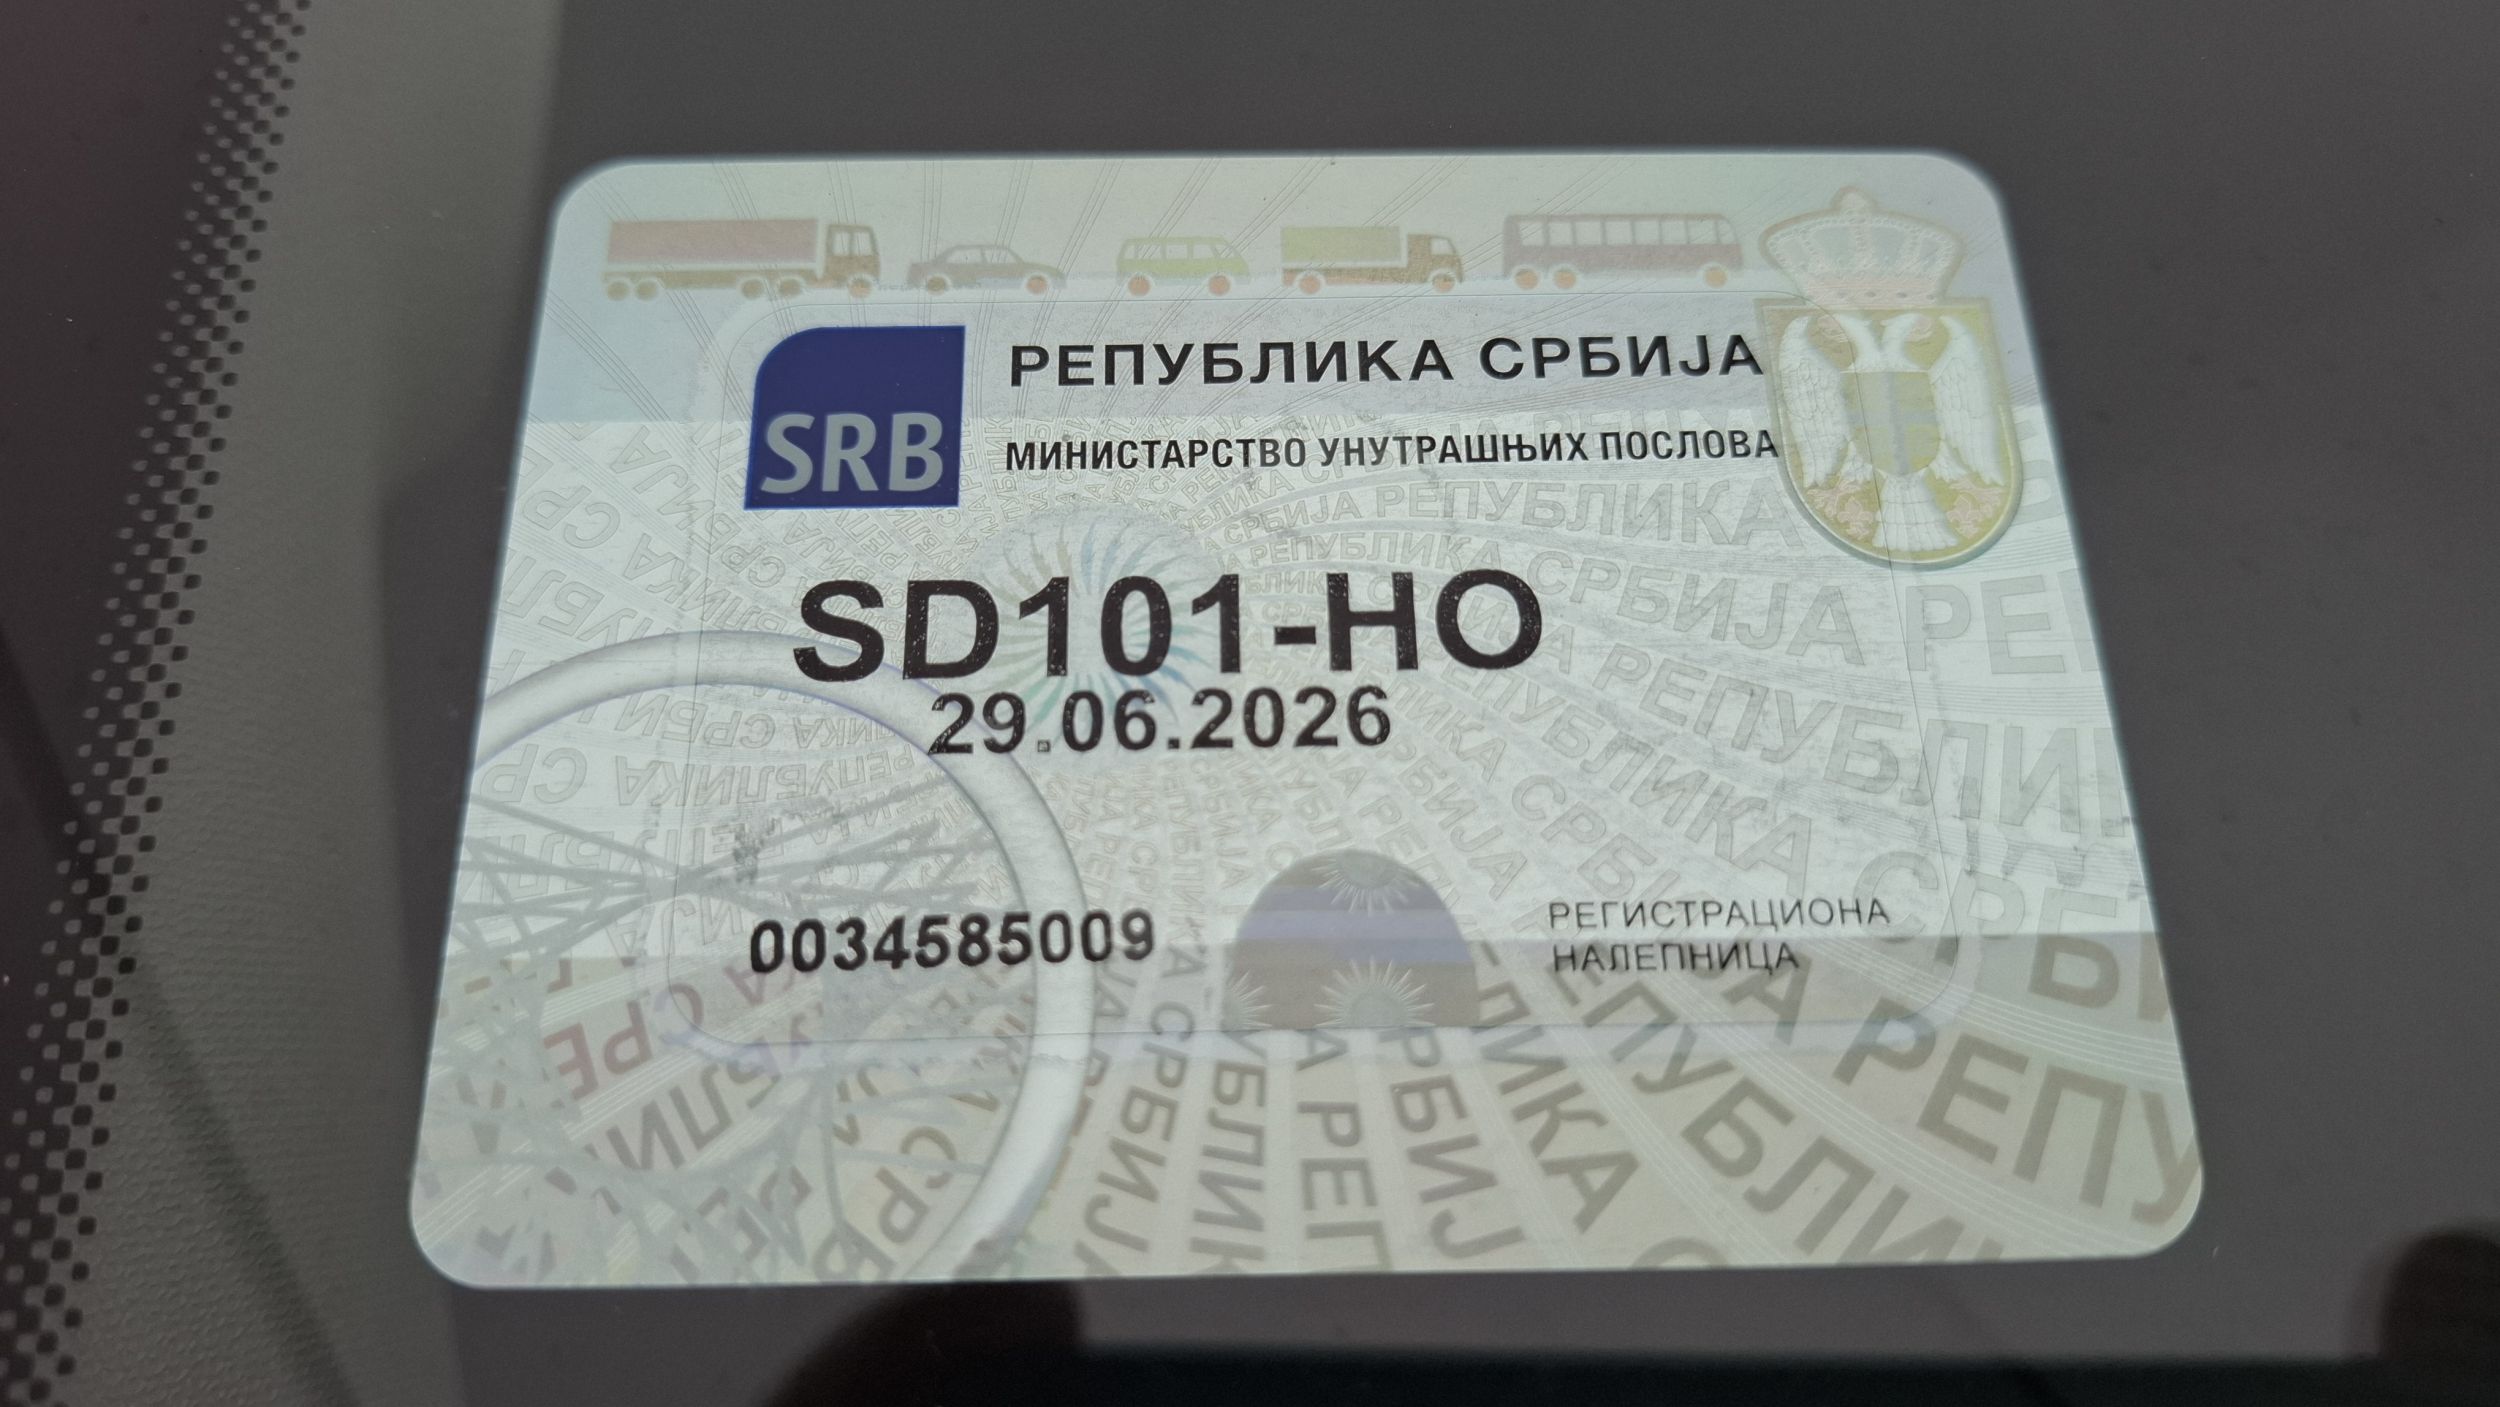 SRB
РЕПУБЛИКА СРБИЈА
МИНИСТАРСТВО УНУТРАШЊИХ ПОСЛОВА
SD101-HO
29.06.2026
0034585009
РЕГИСТРАЦИОНА
НАЛЕПНИЦА